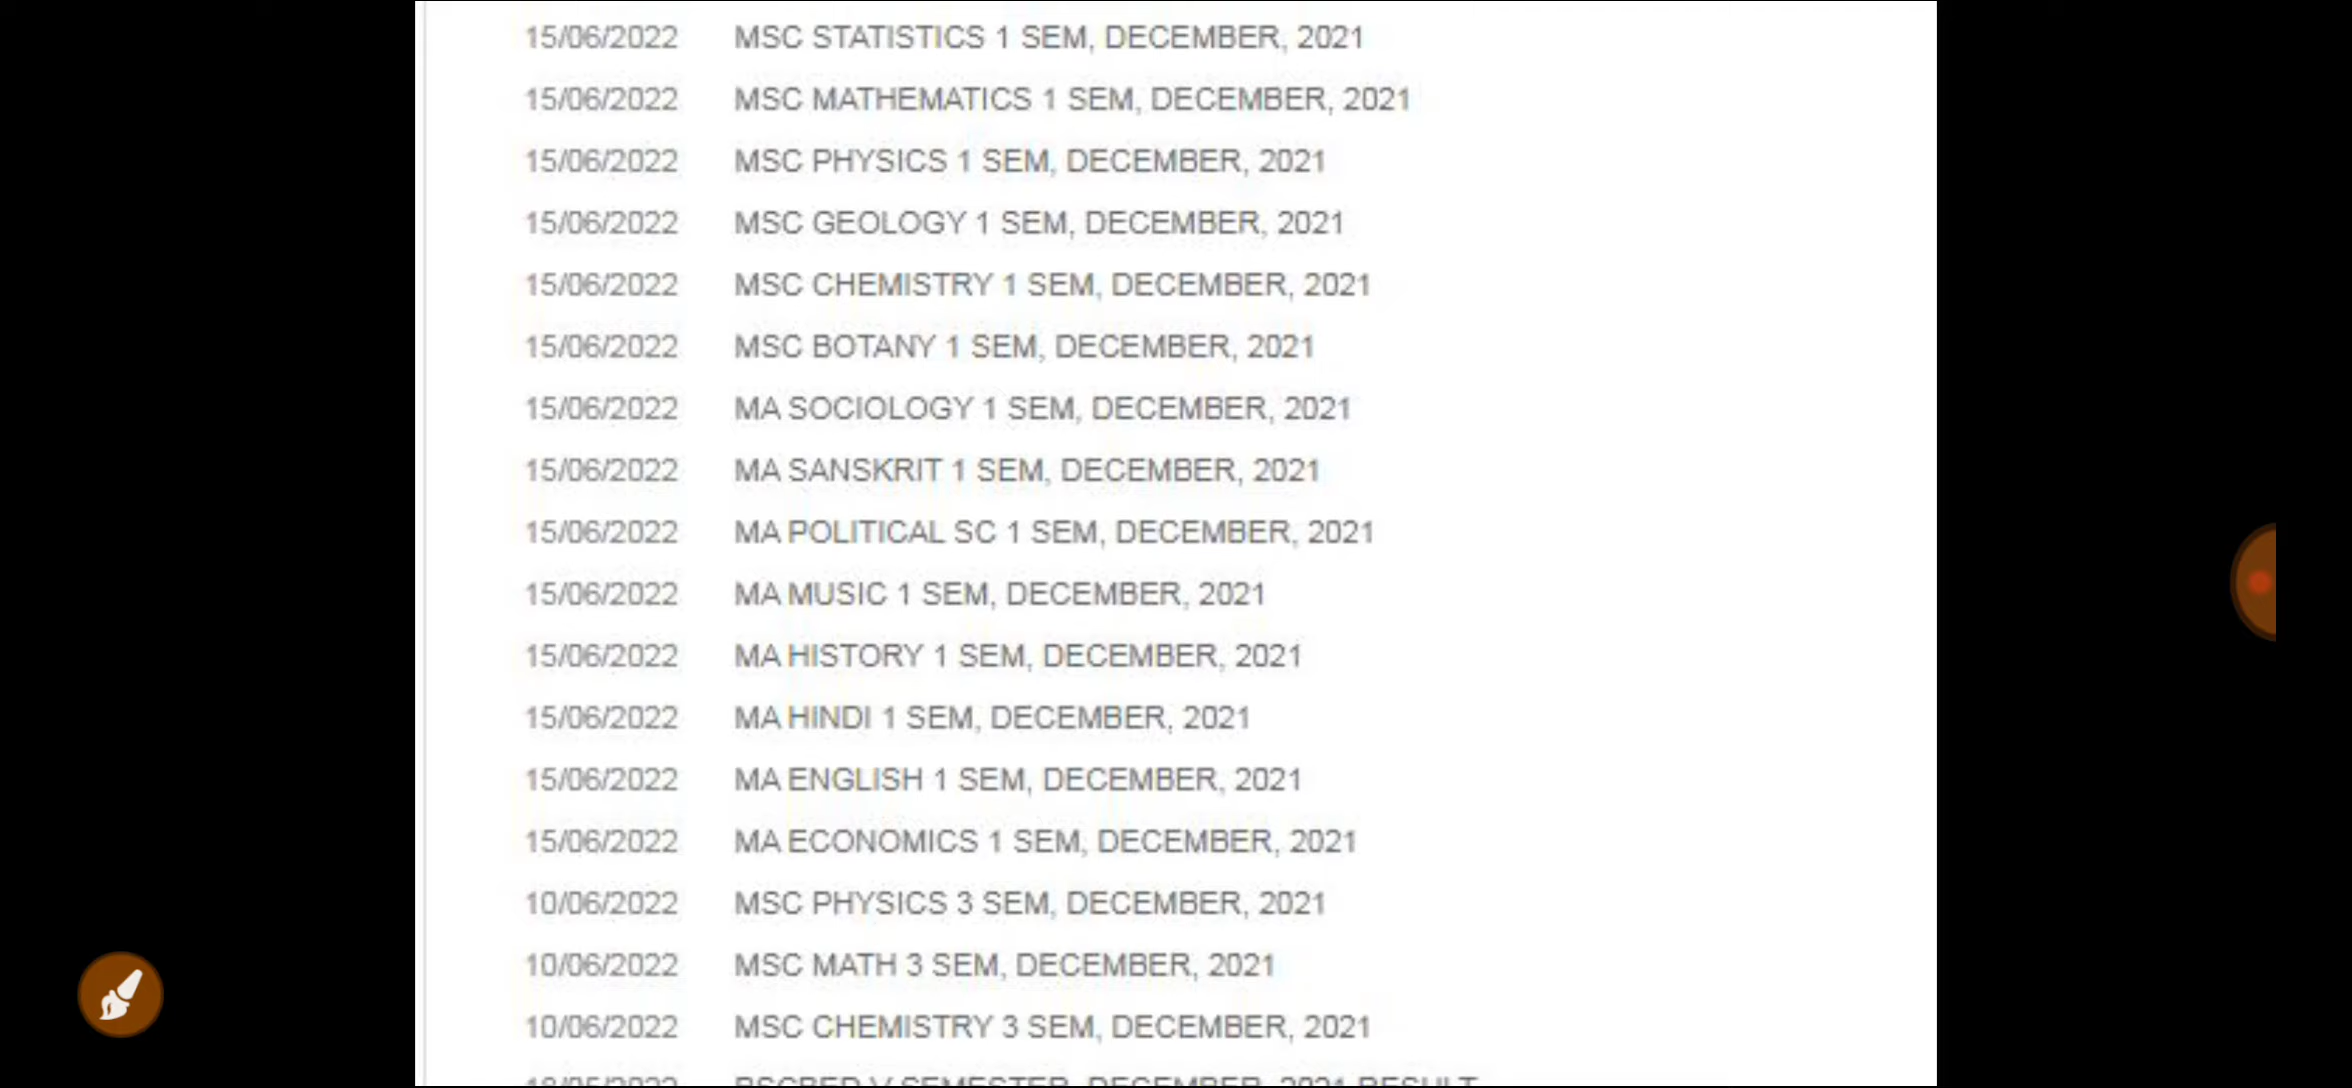 15/06/2022 MSC STATISTICS 1 SEM, DECEMBER, 2021
15/06/2022 MSC MATHEMATICS 1 SEM, DECEMBER, 2021
15/06/2022 MSC PHYSICS 1 SEM, DECEMBER, 2021
15/06/2022 MSC GEOLOGY 1 SEM, DECEMBER, 2021
15/06/2022 MSC CHEMISTRY 1 SEM, DECEMBER, 2021
15/06/2022 MSC BOTANY 1 SEM, DECEMBER, 2021
15/06/2022 MA SOCIOLOGY 1 SEM, DECEMBER, 2021
15/06/2022 MA SANSKRIT 1 SEM, DECEMBER, 2021
15/06/2022 MA POLITICAL SC 1 SEM, DECEMBER, 2021
15/06/2022 MA MUSIC 1 SEM, DECEMBER, 2021
15/06/2022 MA HISTORY 1 SEM, DECEMBER, 2021
15/06/2022 MA HINDI 1 SEM, DECEMBER, 2021
15/06/2022 MA ENGLISH 1 SEM, DECEMBER, 2021
15/06/2022 MA ECONOMICS 1 SEM, DECEMBER, 2021
10/06/2022 MSC PHYSICS 3 SEM, DECEMBER, 2021
10/06/2022 MSC MATH 3 SEM, DECEMBER, 2021
10/06/2022 MSC CHEMISTRY 3 SEM, DECEMBER, 2021
V SEMESTER, DECEMBER, 2021 RESULT